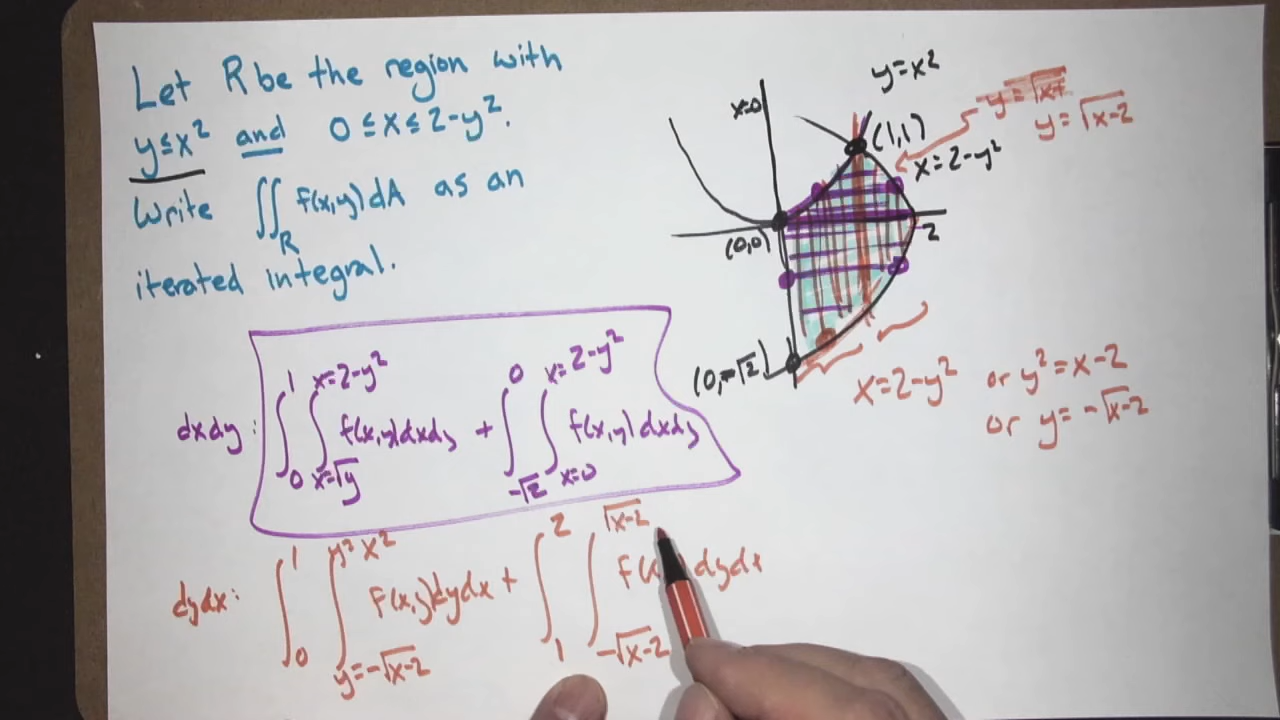 Let R be the region with
y≤x² and 0≤x≤2-y².
Write ∬_R f(x,y)dA as an
iterated integral.
y=x²
x=0
(1,1)
y=√x-2
x=2-y²
(0,0)
2
(0,-√2)
x=2-y² or y²=x-2
or y=-√x-2
dxdy: ∫_0^1 ∫_{x=√y}^{x=2-y²} f(x,y)dxdy + ∫_{-√2}^0 ∫_{x=0}^{x=2-y²} f(x,y)dxdy
dydx: ∫_0^1 ∫_{y=-√x-2}^{y=x²} f(x,y)dydx + ∫_1^2 ∫_{-√x-2}^{√x-2} dydx